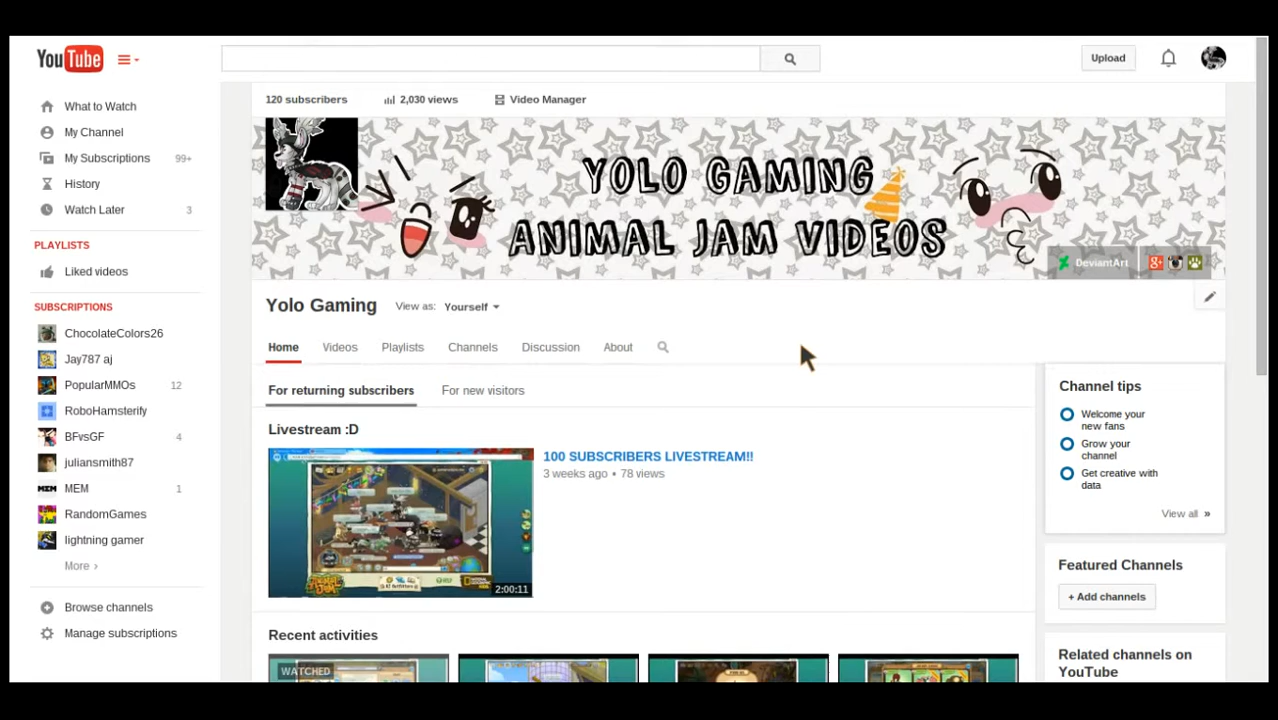 YouTube
Upload
What to Watch
My Channel
My Subscriptions 99+
History
Watch Later 3
PLAYLISTS
Liked videos
SUBSCRIPTIONS
ChocolateColors26
Jay787 aj
PopularMMOs 12
RoboHamsterify
BFvsGF 4
juliansmith87
MEM MEM 1
RandomGames
lightning gamer
More ›
Browse channels
Manage subscriptions
120 subscribers 2,030 views Video Manager
YOLO GAMING
ANIMAL JAM VIDEOS
DeviantArt g+
Yolo Gaming View as: Yourself
Home Videos Playlists Channels Discussion About
For returning subscribers For new visitors
Livestream :D
100 SUBSCRIBERS LIVESTREAM!!
3 weeks ago • 78 views
ANIMAL JAM
NATIONAL GEOGRAPHIC
2:00:11
Recent activities
WATCHED
Channel tips
Welcome your
new fans
Grow your
channel
Get creative with
data
View all »
Featured Channels
+ Add channels
Related channels on
YouTube